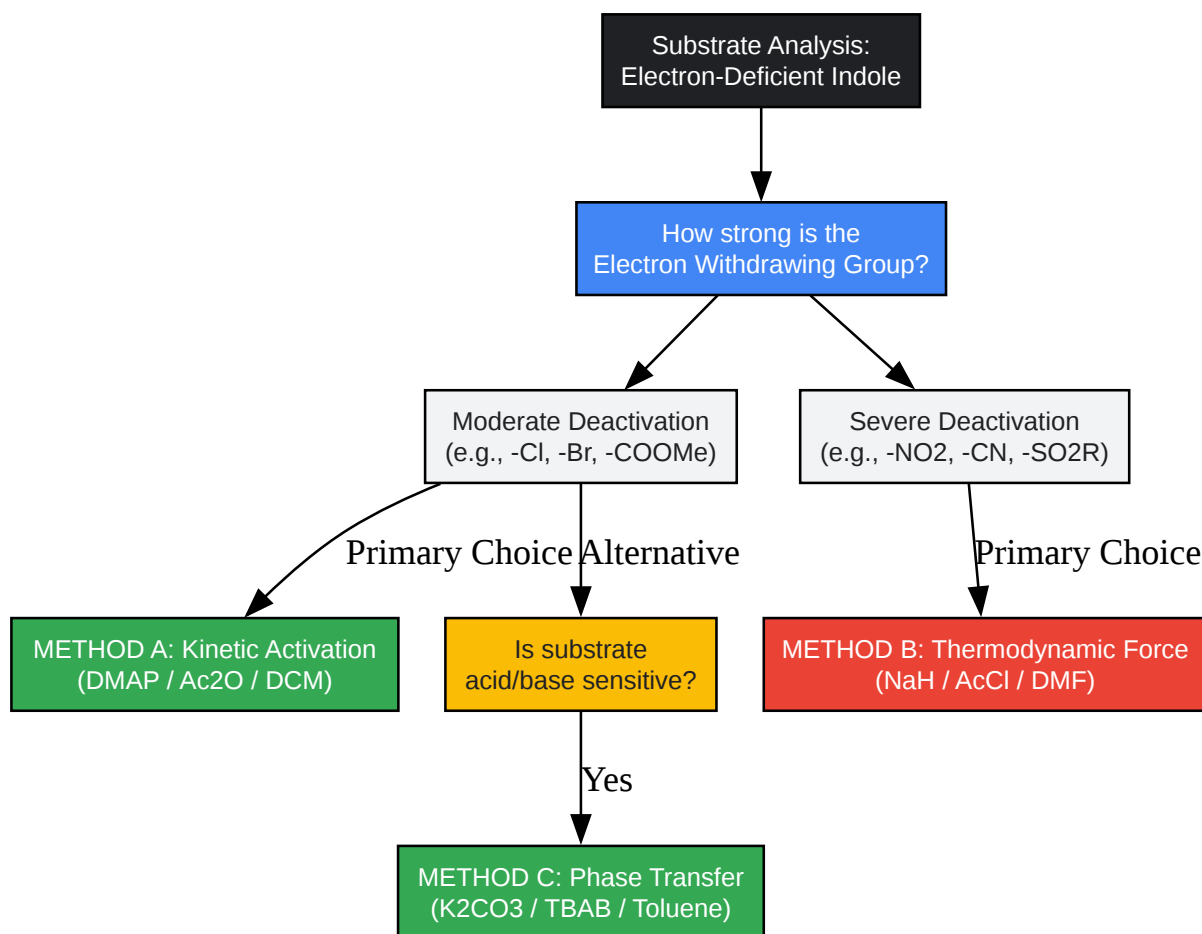 Substrate Analysis:
Electron-Deficient Indole
How strong is the
Electron Withdrawing Group?
Moderate Deactivation
(e.g., -Cl, -Br, -COOMe)
Severe Deactivation
(e.g., -NO2, -CN, -SO2R)
Primary Choice
Alternative
Primary Choice
METHOD A: Kinetic Activation
(DMAP / Ac2O / DCM)
Is substrate
acid/base sensitive?
METHOD B: Thermodynamic Force
(NaH / AcCl / DMF)
Yes
METHOD C: Phase Transfer
(K2CO3 / TBAB / Toluene)